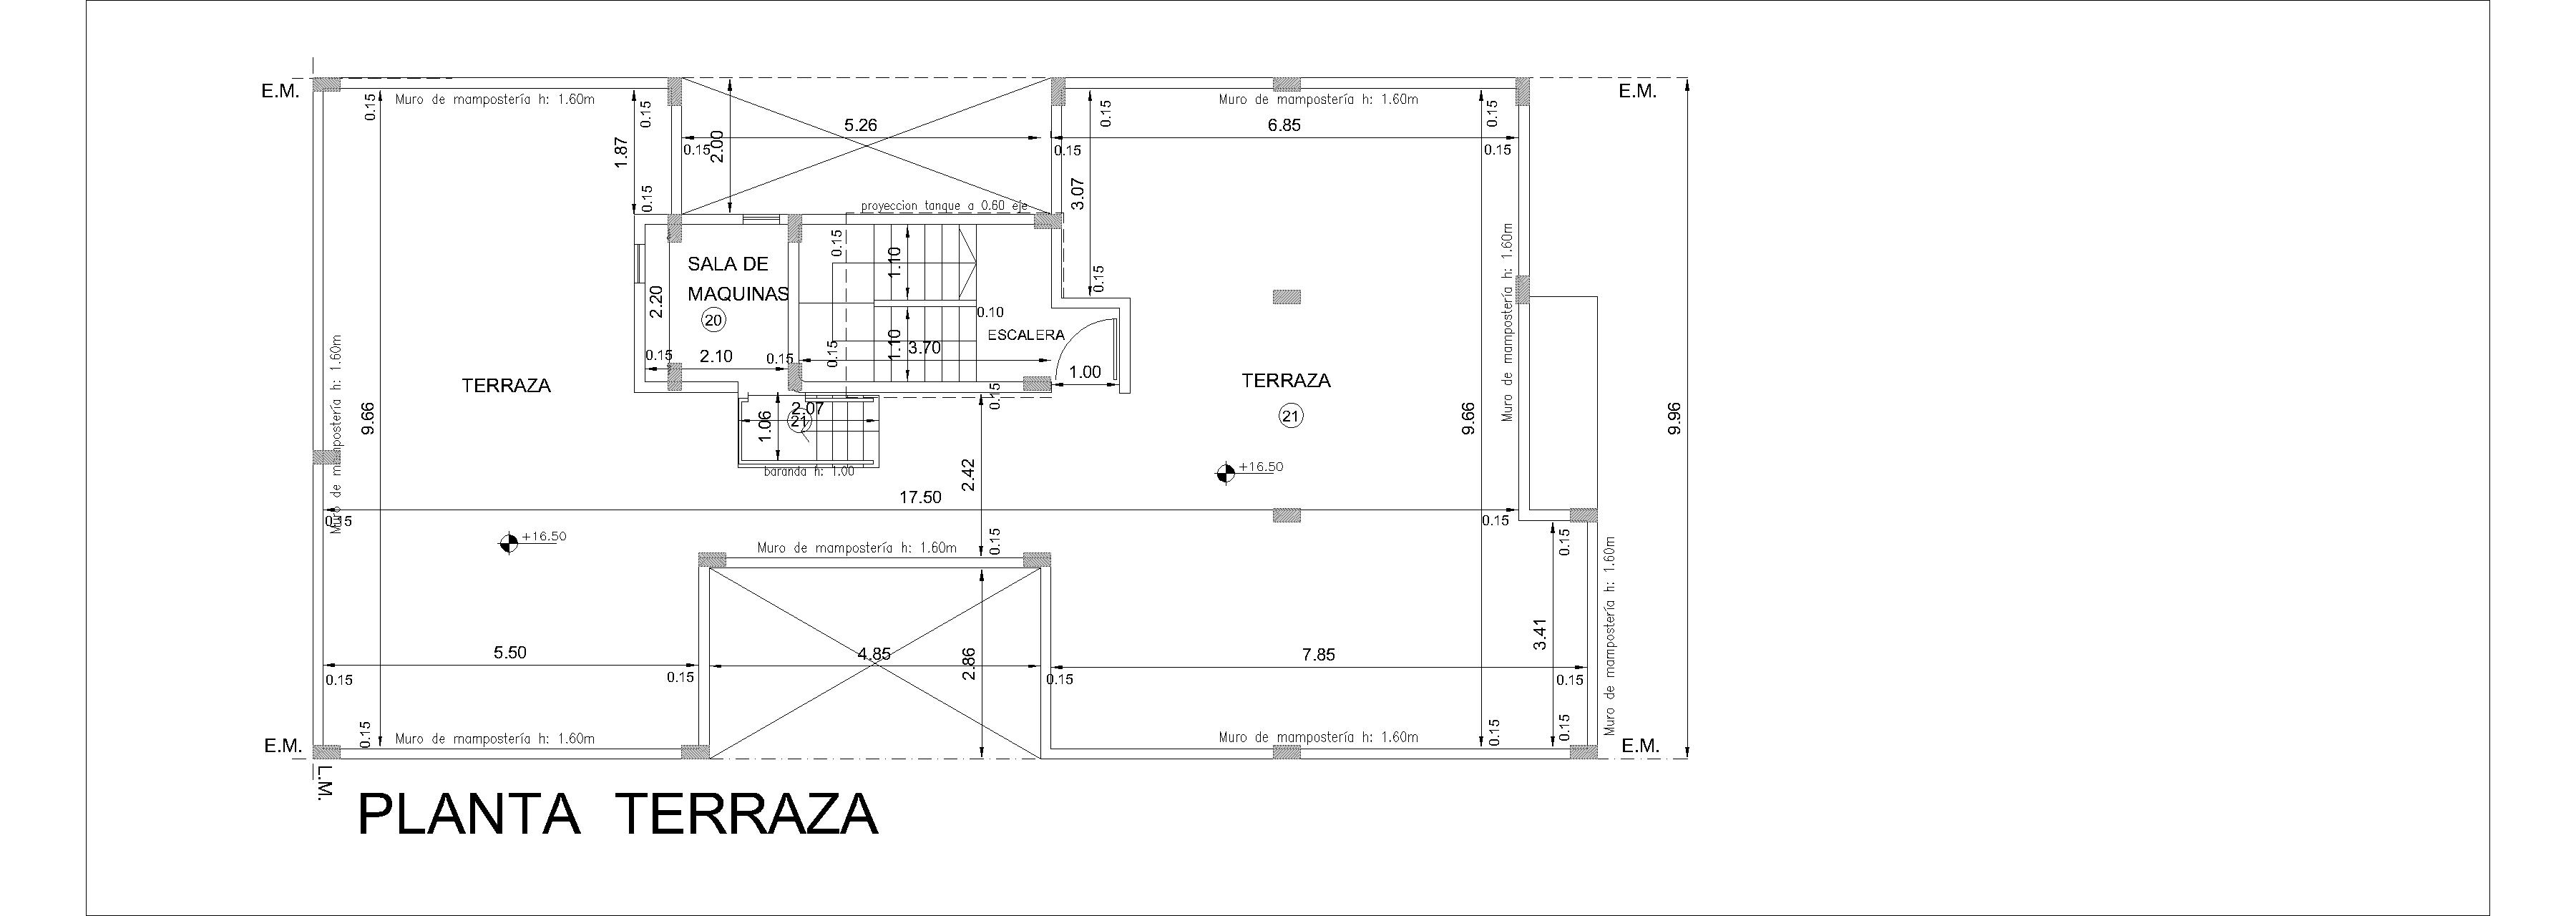 E.M.
E.M.
Muro de mampostería h: 1.60m
Muro de mampostería h: 1.60m
0.15
0.15
0.15
0.15
5.26
6.85
1.87
2.00
0.15
0.15
0.15
0.15
3.07
proyeccion tanque a 0.60 eje
0.15
SALA DE
MAQUINAS
20
2.20
0.15
1.10
0.15
Muro de mampostería h: 1.60m
0.10
ESCALERA
1.10
3.70
0.15
2.10
0.15
0.15
1.00
Muro de mampostería h: 1.60m
TERRAZA
TERRAZA
21
9.66
9.66
9.96
0.15
2.07
21
1.06
baranda h: 1.00
2.42
+16.50
17.50
0.15
0.15
+16.50
Muro de mampostería h: 1.60m
0.15
0.15
Muro de mampostería h: 1.60m
5.50
4.85
2.86
7.85
3.41
0.15
0.15
0.15
0.15
0.15
0.15
0.15
Muro de mampostería h: 1.60m
Muro de mampostería h: 1.60m
E.M.
E.M.
L.M.
PLANTA TERRAZA